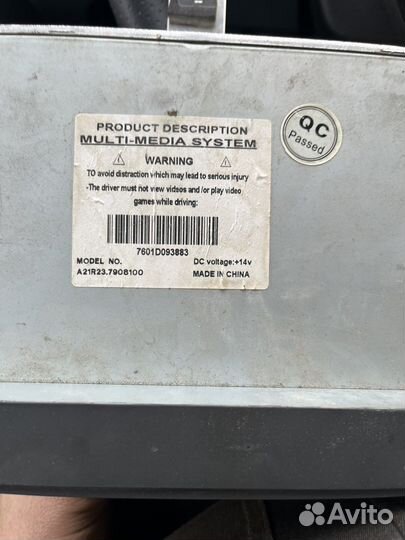 PRODUCT DESCRIPTION
MULTI-MEDIA SYSTEM
WARNING
TO avoid distraction which may lead to serious injury
-The driver must not view vidsos and /or play video
games while driving:
7601D093883
MODEL NO. DC voltage:+14v
A21R23.7908100 MADE IN CHINA
QC
Passed
Avito